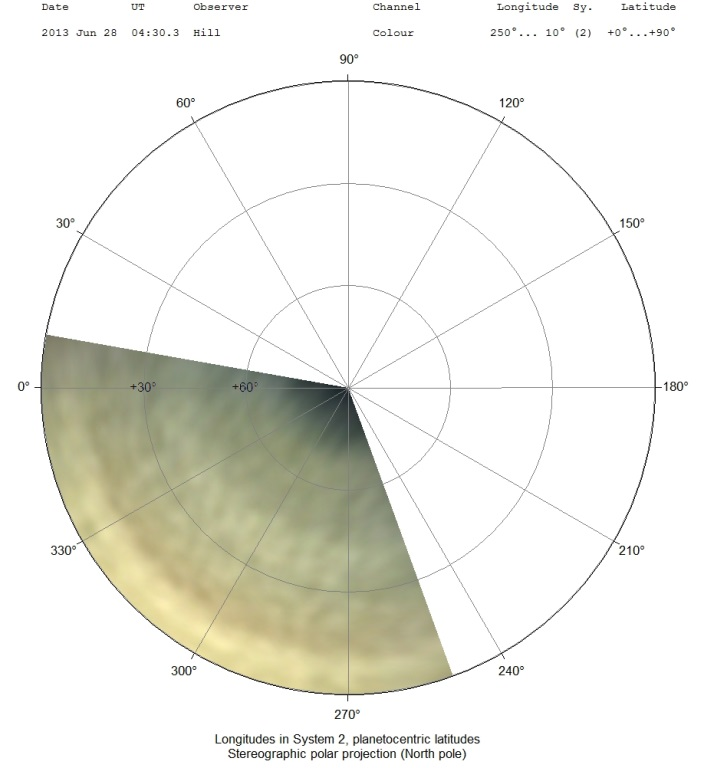 Date UT Observer Channel Longitude Sy. Latitude
2013 Jun 28 04:30.3 Hill Colour 250°... 10° (2) +0°...+90°
90°
60° 120°
30° 150°
0° +30° +60° 180°
330° 210°
300° 240°
270°
Longitudes in System 2, planetocentric latitudes
Stereographic polar projection (North pole)